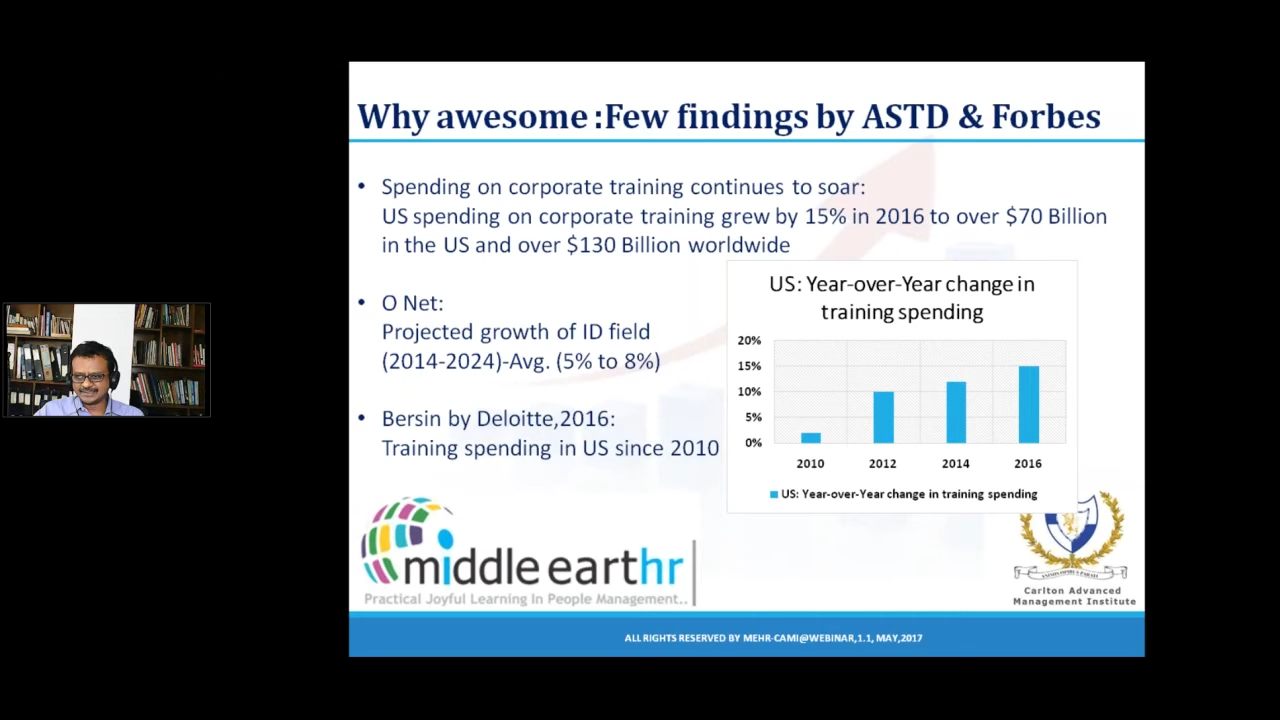 Why awesome :Few findings by ASTD & Forbes
• Spending on corporate training continues to soar:
US spending on corporate training grew by 15% in 2016 to over $70 Billion
in the US and over $130 Billion worldwide
• O Net:
Projected growth of ID field
(2014-2024)-Avg. (5% to 8%)
• Bersin by Deloitte,2016:
Training spending in US since 2010
US: Year-over-Year change in
training spending
20%
15%
10%
5%
0%
2010 2012 2014 2016
US: Year-over-Year change in training spending
middle earthr
Practical Joyful Learning In People Management..
Carlton Advanced
Management Institute
ALL RIGHTS RESERVED BY MEHR-CAMI@WEBINAR,1.1, MAY,2017